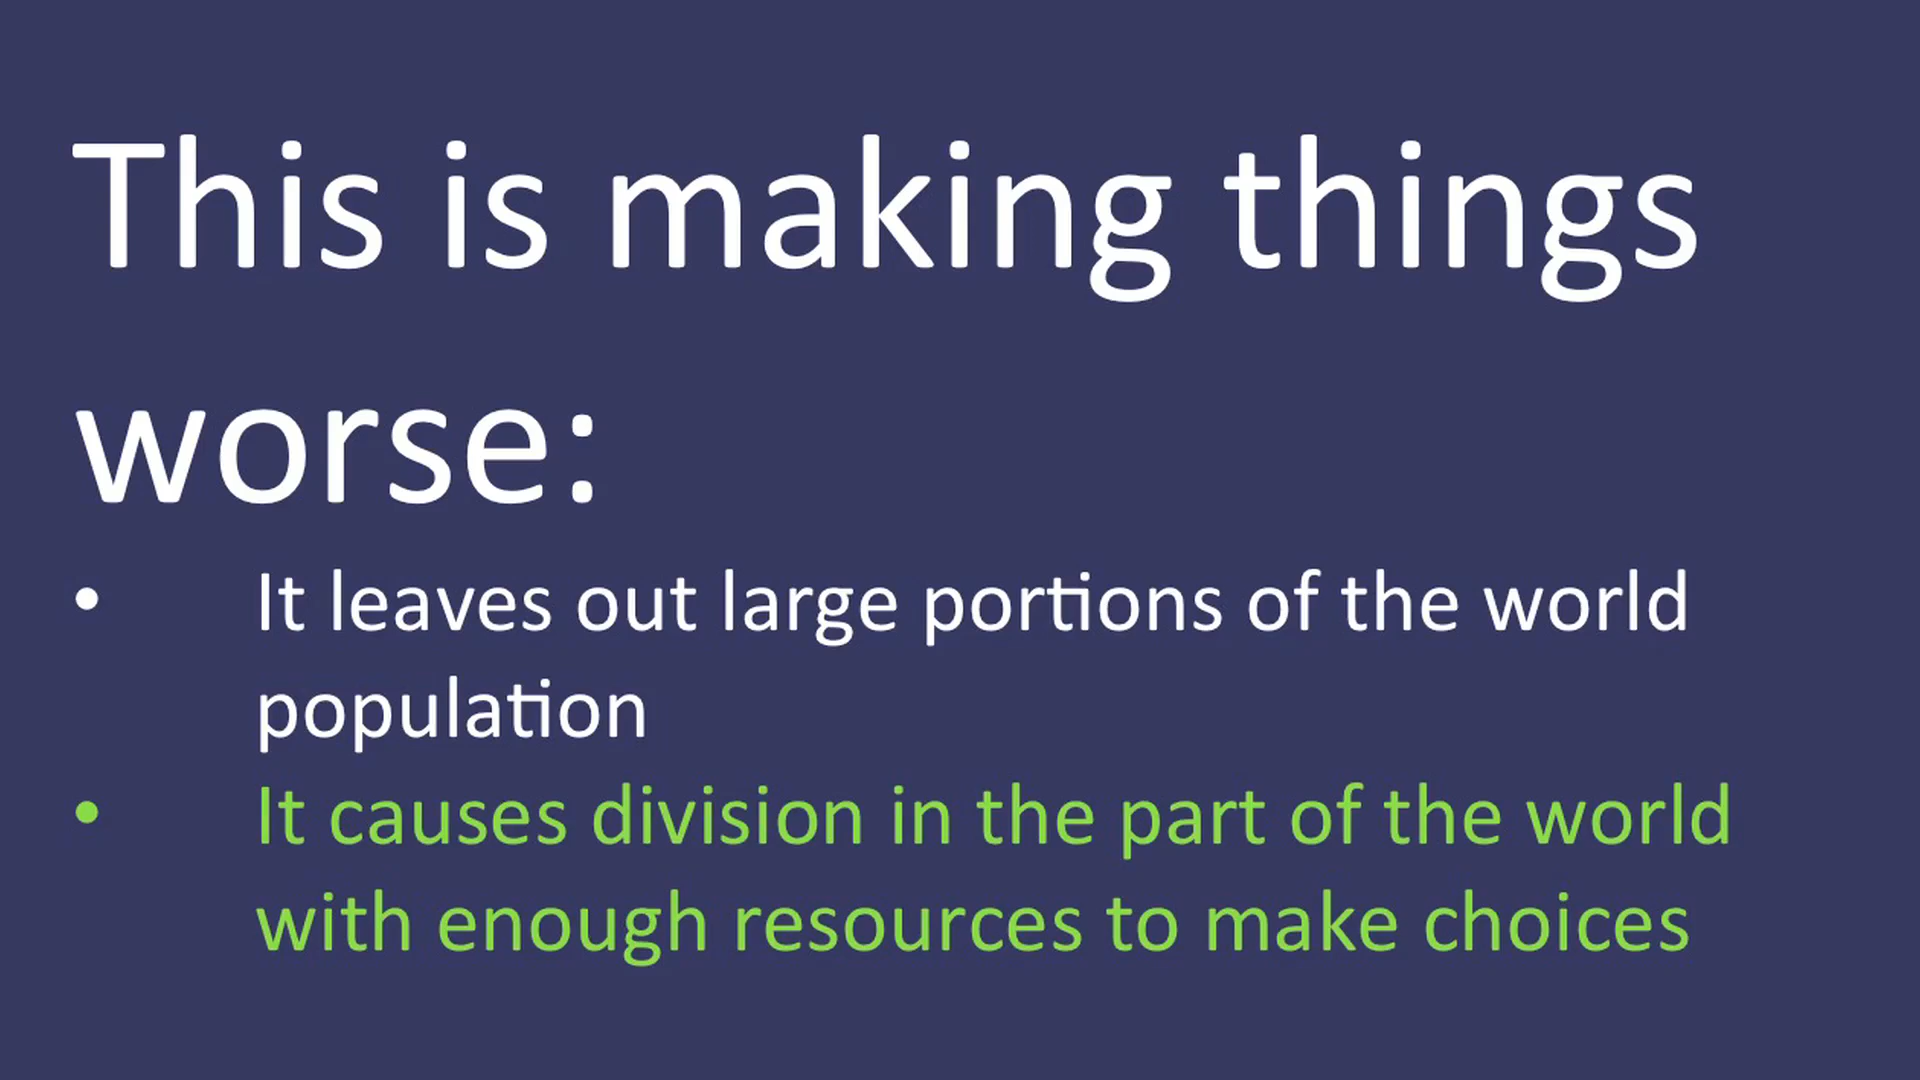 This is making things
worse:
• It leaves out large portions of the world
population
• It causes division in the part of the world
with enough resources to make choices